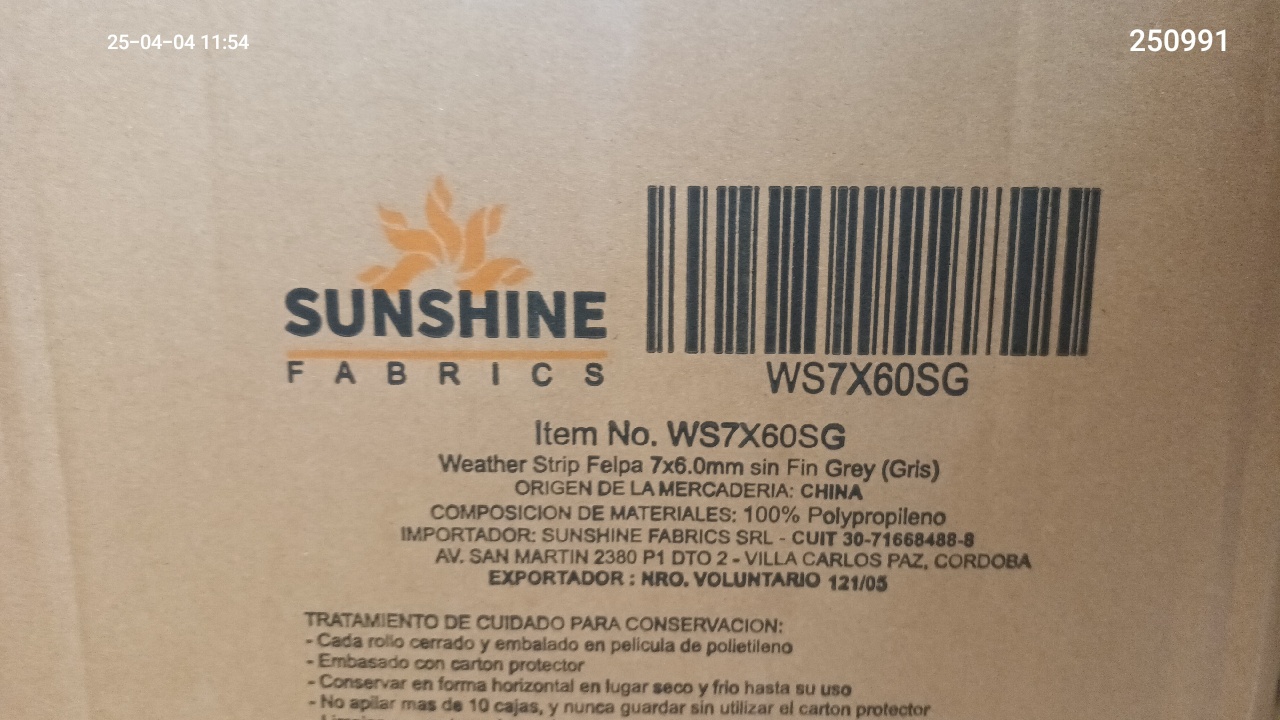 25-04-04 11:54
250991
SUNSHINE
FABRICS
WS7X60SG
Item No. WS7X60SG
Weather Strip Felpa 7x6.0mm sin Fin Grey (Gris)
ORIGEN DE LA MERCADERIA: CHINA
COMPOSICION DE MATERIALES: 100% Polypropileno
IMPORTADOR: SUNSHINE FABRICS SRL - CUIT 30-71668488-8
AV. SAN MARTIN 2380 P1 DTO 2 - VILLA CARLOS PAZ, CORDOBA
EXPORTADOR : NRO. VOLUNTARIO 121/05
TRATAMIENTO DE CUIDADO PARA CONSERVACION:
- Cada rollo cerrado y embalado en pelicula de polietileno
- Embasado con carton protector
- Conservar en forma horizontal en lugar seco y frio hasta su uso
- No apilar mas de 10 cajas, y nunca guardar sin utilizar el carton protector